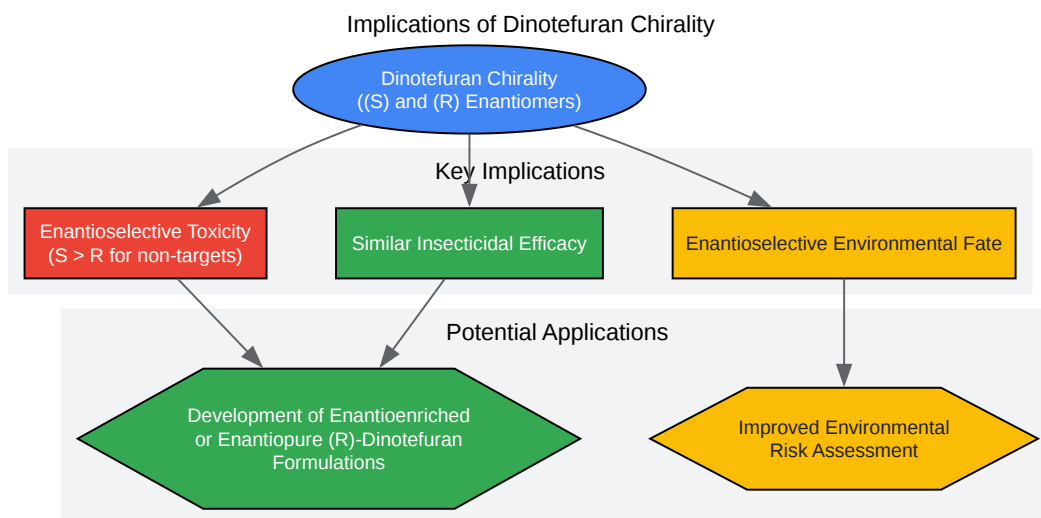 Implications of Dinotefuran Chirality
Dinotefuran Chirality
((S) and (R) Enantiomers)
Key Implications
Enantioselective Toxicity
(S > R for non-targets)
Similar Insecticidal Efficacy
Enantioselective Environmental Fate
Potential Applications
Development of Enantioenriched
or Enantiopure (R)-Dinotefuran
Formulations
Improved Environmental
Risk Assessment